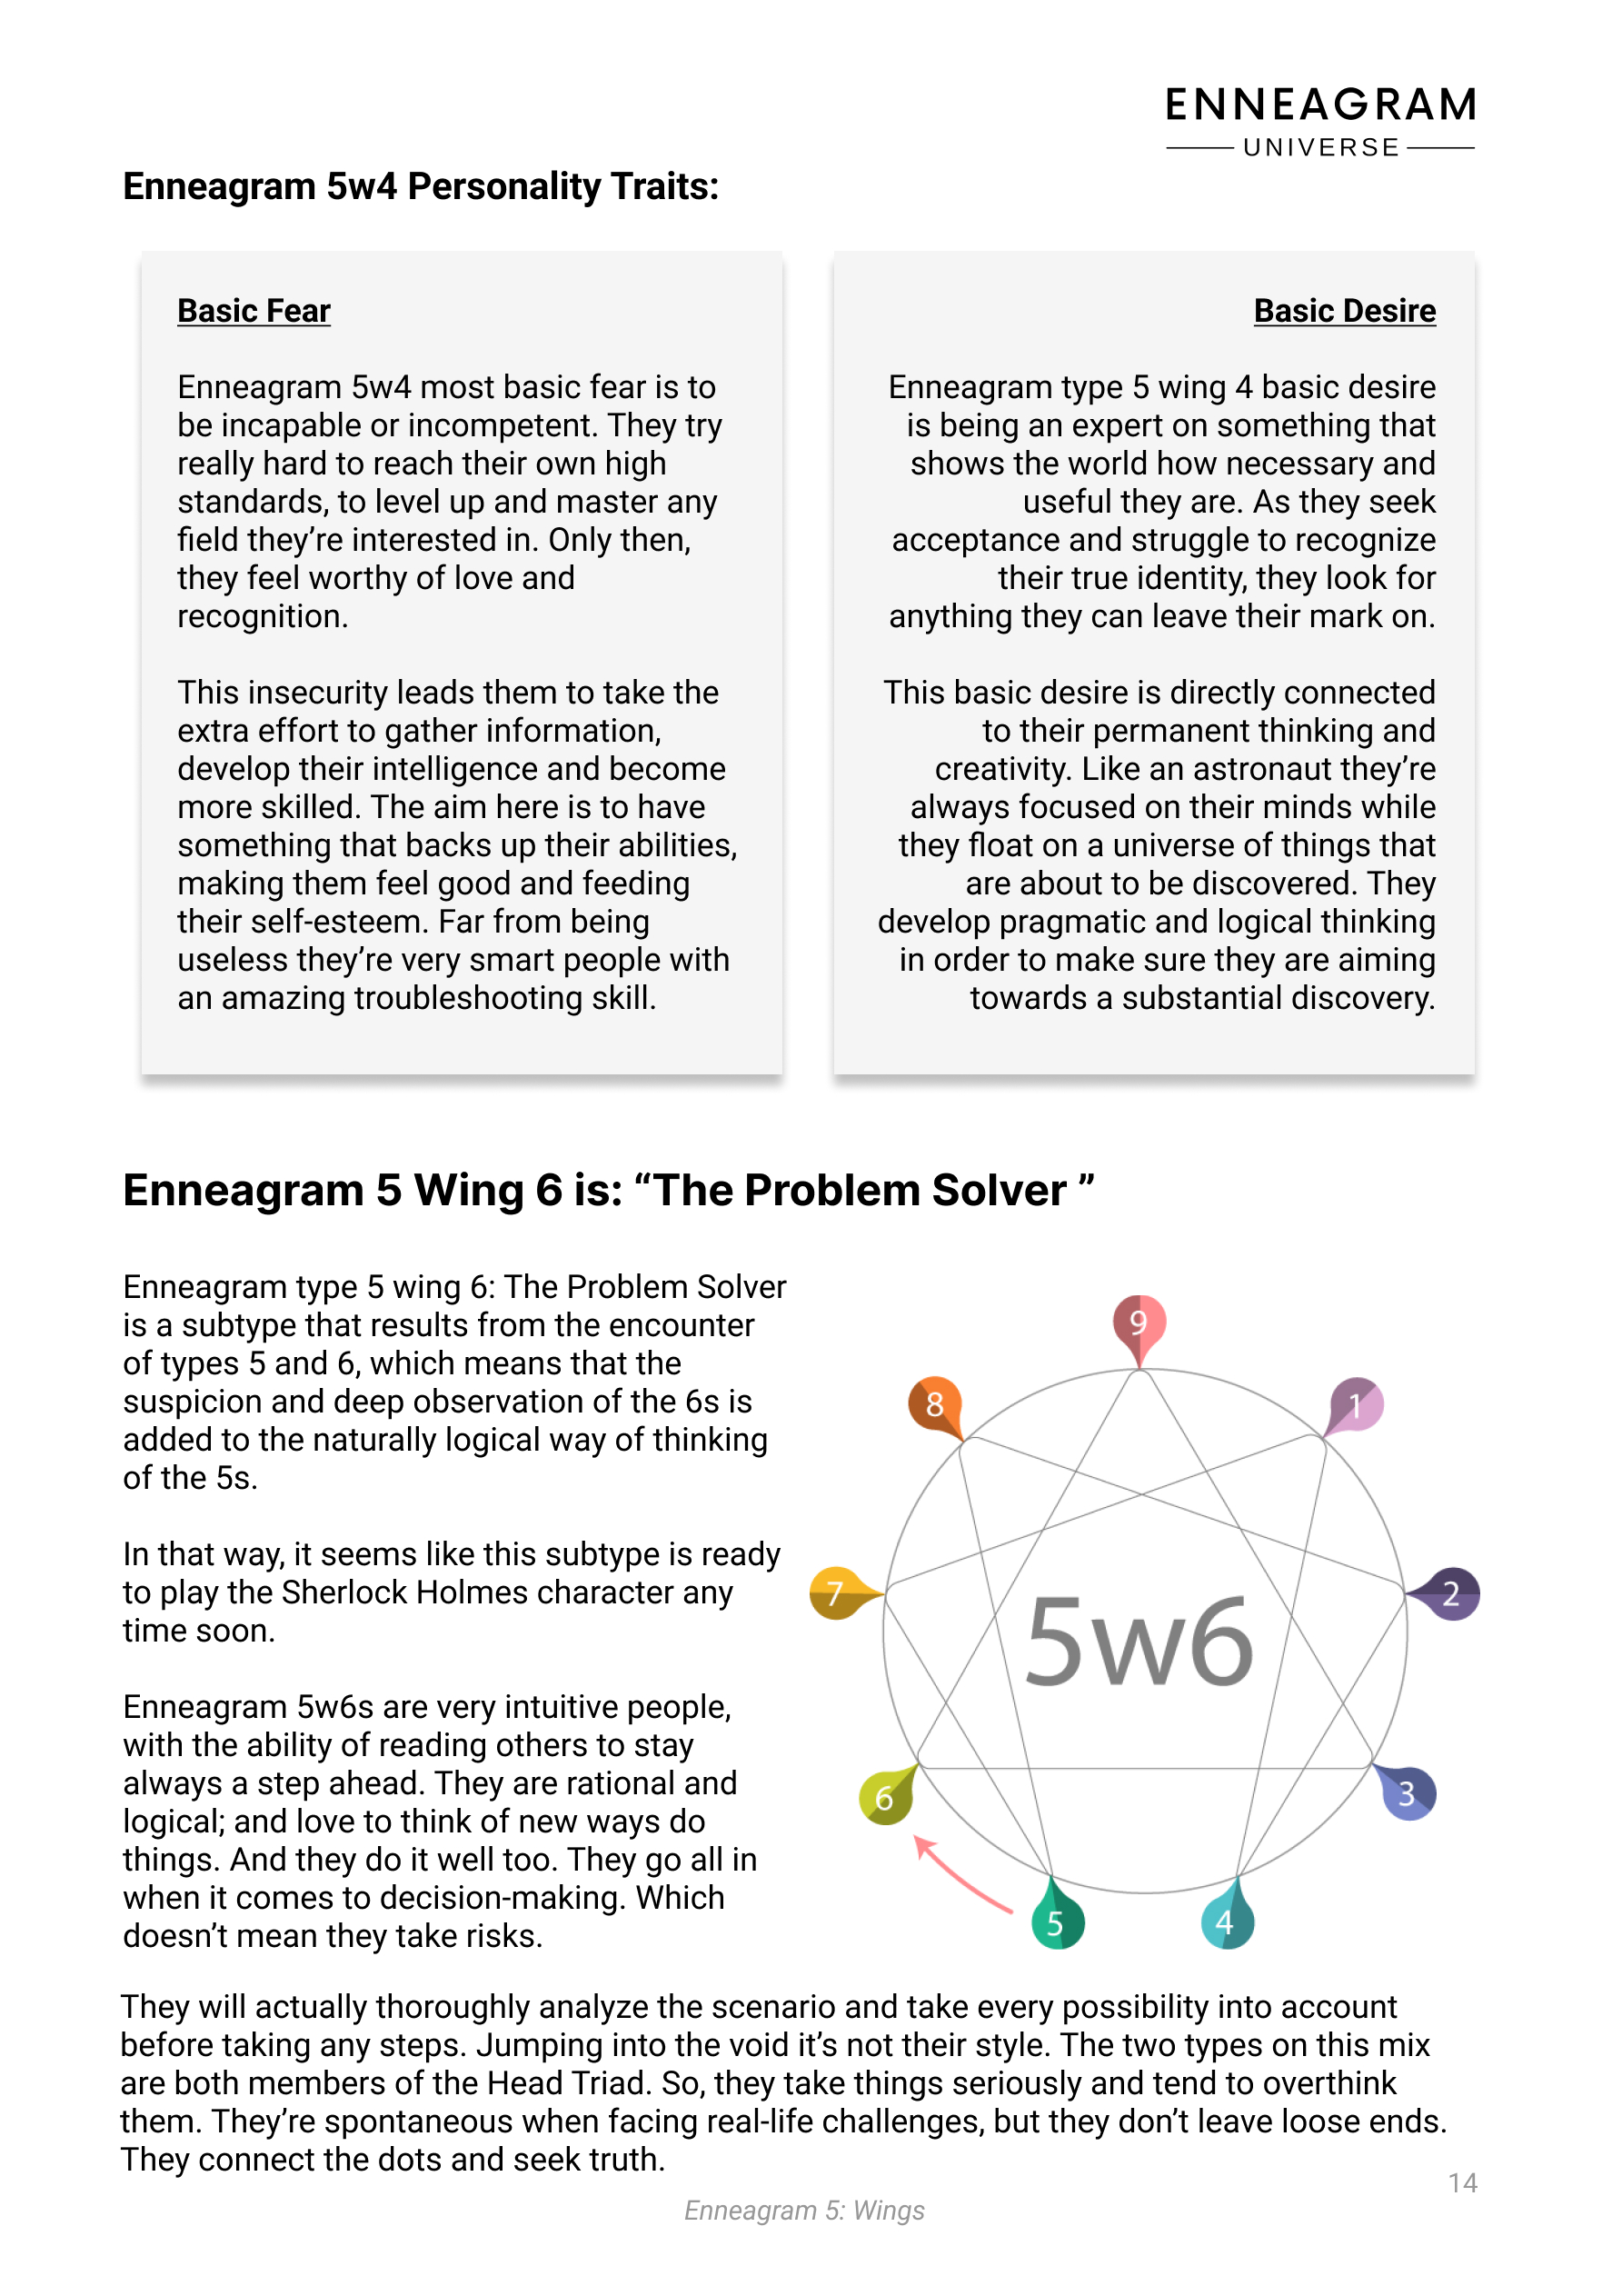 ENNEAGRAM
UNIVERSE
Enneagram 5w4 Personality Traits:
Basic Fear
Enneagram 5w4 most basic fear is to
be incapable or incompetent. They try
really hard to reach their own high
standards, to level up and master any
field they’re interested in. Only then,
they feel worthy of love and
recognition.
This insecurity leads them to take the
extra effort to gather information,
develop their intelligence and become
more skilled. The aim here is to have
something that backs up their abilities,
making them feel good and feeding
their self-esteem. Far from being
useless they’re very smart people with
an amazing troubleshooting skill.
Basic Desire
Enneagram type 5 wing 4 basic desire
is being an expert on something that
shows the world how necessary and
useful they are. As they seek
acceptance and struggle to recognize
their true identity, they look for
anything they can leave their mark on.
This basic desire is directly connected
to their permanent thinking and
creativity. Like an astronaut they’re
always focused on their minds while
they float on a universe of things that
are about to be discovered. They
develop pragmatic and logical thinking
in order to make sure they are aiming
towards a substantial discovery.
Enneagram 5 Wing 6 is: “The Problem Solver ”
Enneagram type 5 wing 6: The Problem Solver
is a subtype that results from the encounter
of types 5 and 6, which means that the
suspicion and deep observation of the 6s is
added to the naturally logical way of thinking
of the 5s.
In that way, it seems like this subtype is ready
to play the Sherlock Holmes character any
time soon.
Enneagram 5w6s are very intuitive people,
with the ability of reading others to stay
always a step ahead. They are rational and
logical; and love to think of new ways do
things. And they do it well too. They go all in
when it comes to decision-making. Which
doesn’t mean they take risks.
9
8
1
7
2
5w6
6
3
5
4
They will actually thoroughly analyze the scenario and take every possibility into account
before taking any steps. Jumping into the void it’s not their style. The two types on this mix
are both members of the Head Triad. So, they take things seriously and tend to overthink
them. They’re spontaneous when facing real-life challenges, but they don’t leave loose ends.
They connect the dots and seek truth.
14
Enneagram 5: Wings